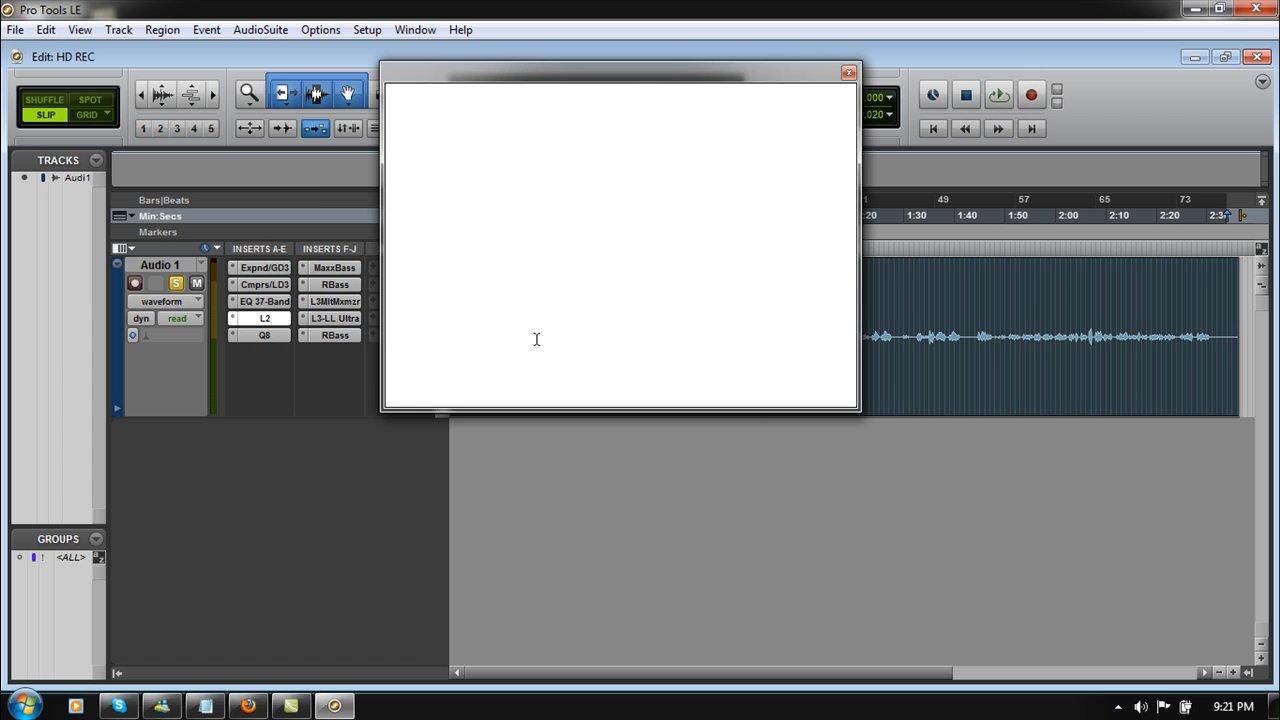 Pro Tools LE
File Edit View Track Region Event AudioSuite Options Setup Window Help
Edit: HD REC
SHUFFLE SPOT
SLIP GRID
1 2 3 4 5
.000
.020
TRACKS
Audi1
Bars|Beats 49 57 65 73
Min:Secs :20 1:30 1:40 1:50 2:00 2:10 2:20
Markers
INSERTS A-E INSERTS F-J
Audio 1
Expnd/GD3 MaxxBass
S M Cmprs/LD3 RBass
waveform EQ 37-Band L3MltMxmzr
dyn read L2 L3-LL Ultra
Q8 RBass
GROUPS
! <ALL>
9:21 PM